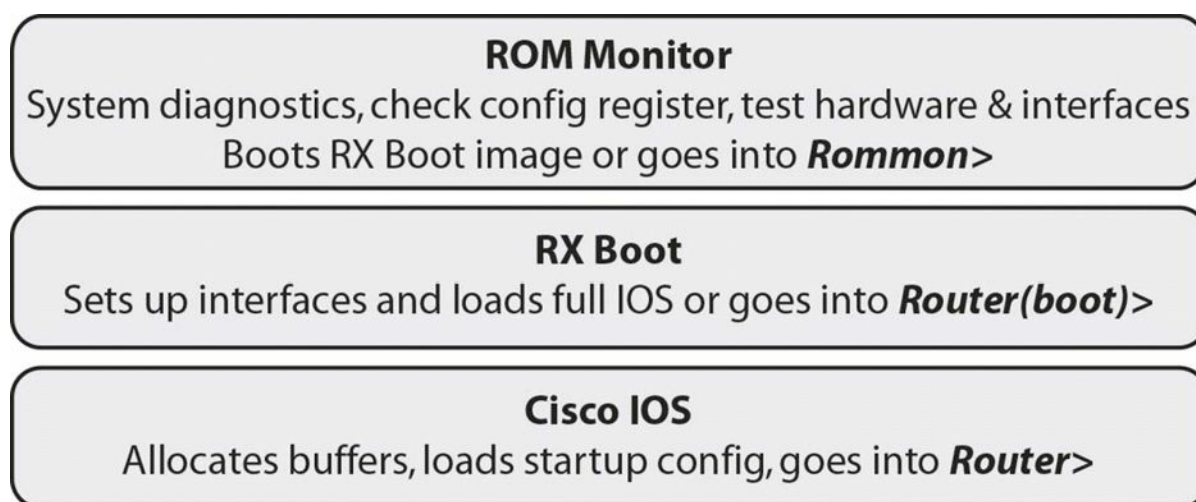 ROM Monitor
System diagnostics, check config register, test hardware & interfaces
Boots RX Boot image or goes into Rommon>
RX Boot
Sets up interfaces and loads full IOS or goes into Router(boot)>
Cisco IOS
Allocates buffers, loads startup config, goes into Router>